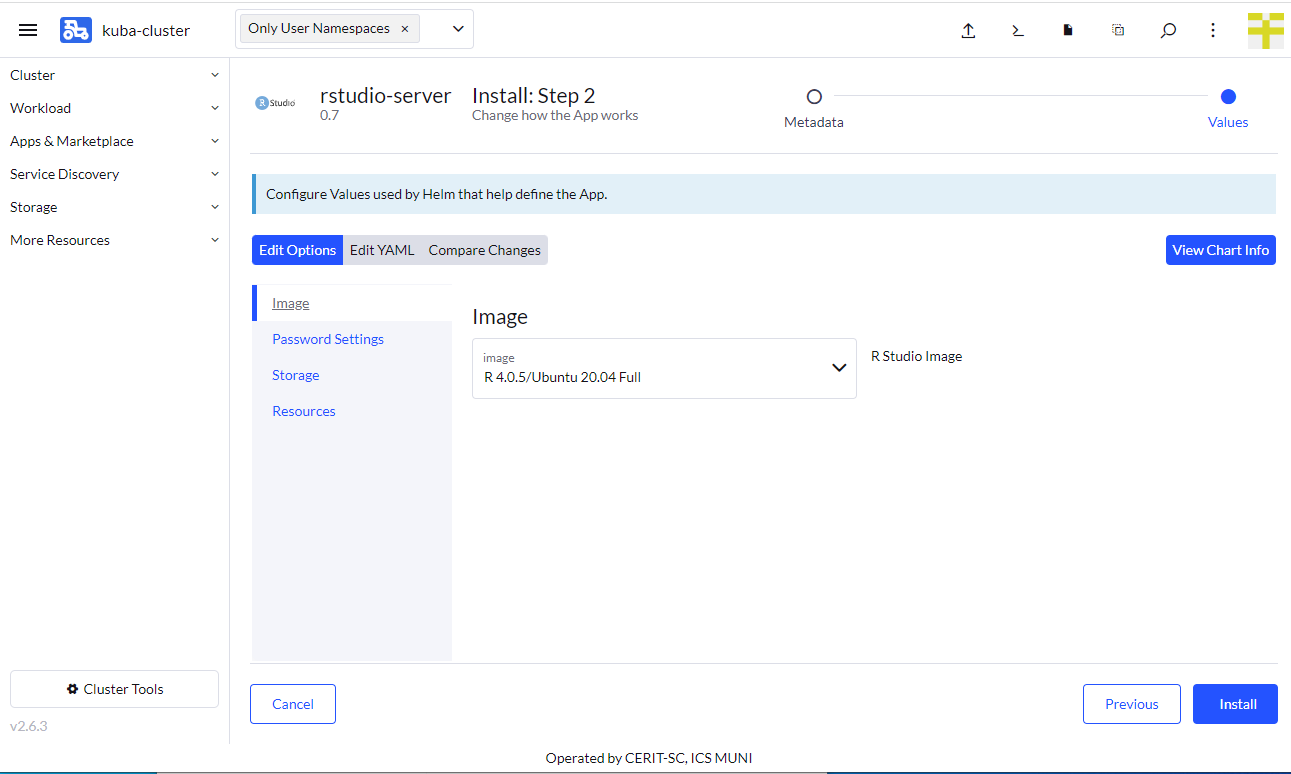 kuba-cluster
Only User Namespaces ×
Cluster
Workload
Apps & Marketplace
Service Discovery
Storage
More Resources
Cluster Tools
v2.6.3
R Studio
rstudio-server
0.7
Install: Step 2
Change how the App works
Metadata
Values
Configure Values used by Helm that help define the App.
Edit Options
Edit YAML
Compare Changes
View Chart Info
Image
Password Settings
Storage
Resources
Image
image
R 4.0.5/Ubuntu 20.04 Full
R Studio Image
Cancel
Previous
Install
Operated by CERIT-SC, ICS MUNI